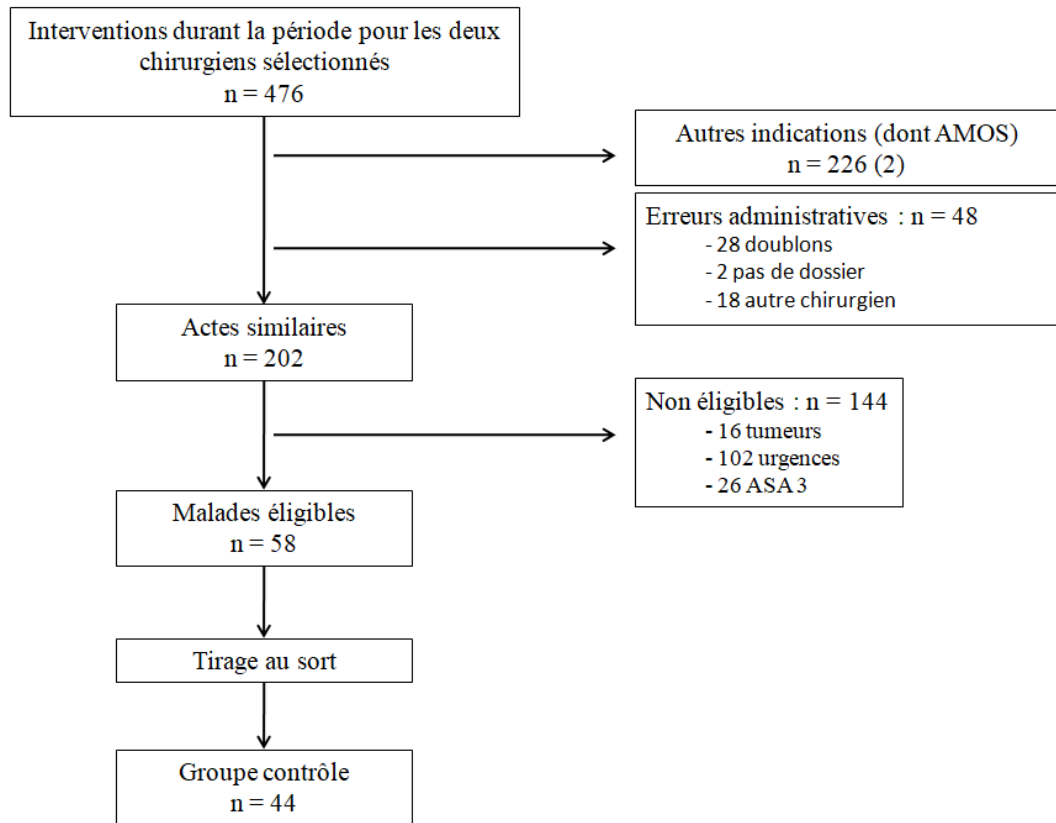 Interventions durant la période pour les deux
chirurgiens sélectionnés
n = 476
Autres indications (dont AMOS)
n = 226 (2)
Erreurs administratives : n = 48
- 28 doublons
- 2 pas de dossier
- 18 autre chirurgien
Actes similaires
n = 202
Non éligibles : n = 144
- 16 tumeurs
- 102 urgences
- 26 ASA 3
Malades éligibles
n = 58
Tirage au sort
Groupe contrôle
n = 44